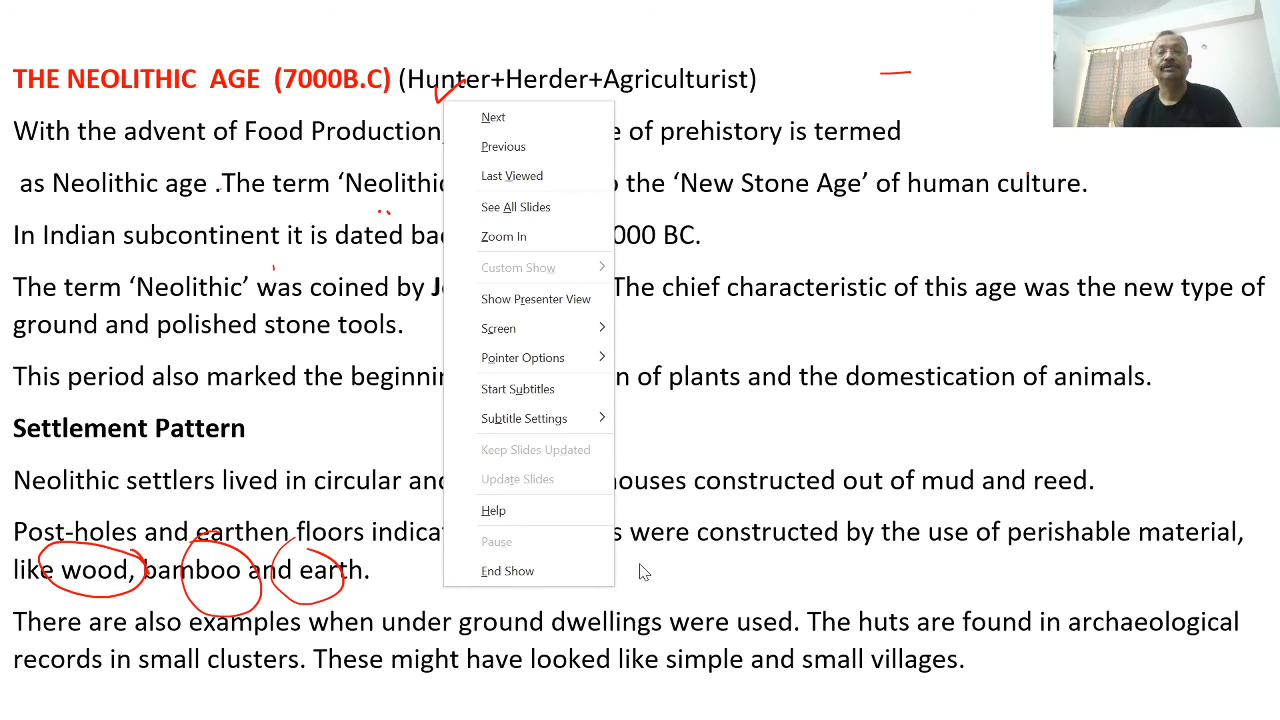 THE NEOLITHIC AGE (7000B.C) (Hunter+Herder+Agriculturist)
With the advent of Food Production, e of prehistory is termed
as Neolithic age .The term ‘Neolithic o the ‘New Stone Age’ of human culture.
In Indian subcontinent it is dated bac 000 BC.
The term ‘Neolithic’ was coined by J The chief characteristic of this age was the new type of
ground and polished stone tools.
This period also marked the beginnin n of plants and the domestication of animals.
Settlement Pattern
Neolithic settlers lived in circular and houses constructed out of mud and reed.
Post-holes and earthen floors indicat s were constructed by the use of perishable material,
like wood, bamboo and earth.
There are also examples when under ground dwellings were used. The huts are found in archaeological
records in small clusters. These might have looked like simple and small villages.
Next
Previous
Last Viewed
See All Slides
Zoom In
Custom Show
Show Presenter View
Screen
Pointer Options
Start Subtitles
Subtitle Settings
Keep Slides Updated
Update Slides
Help
Pause
End Show